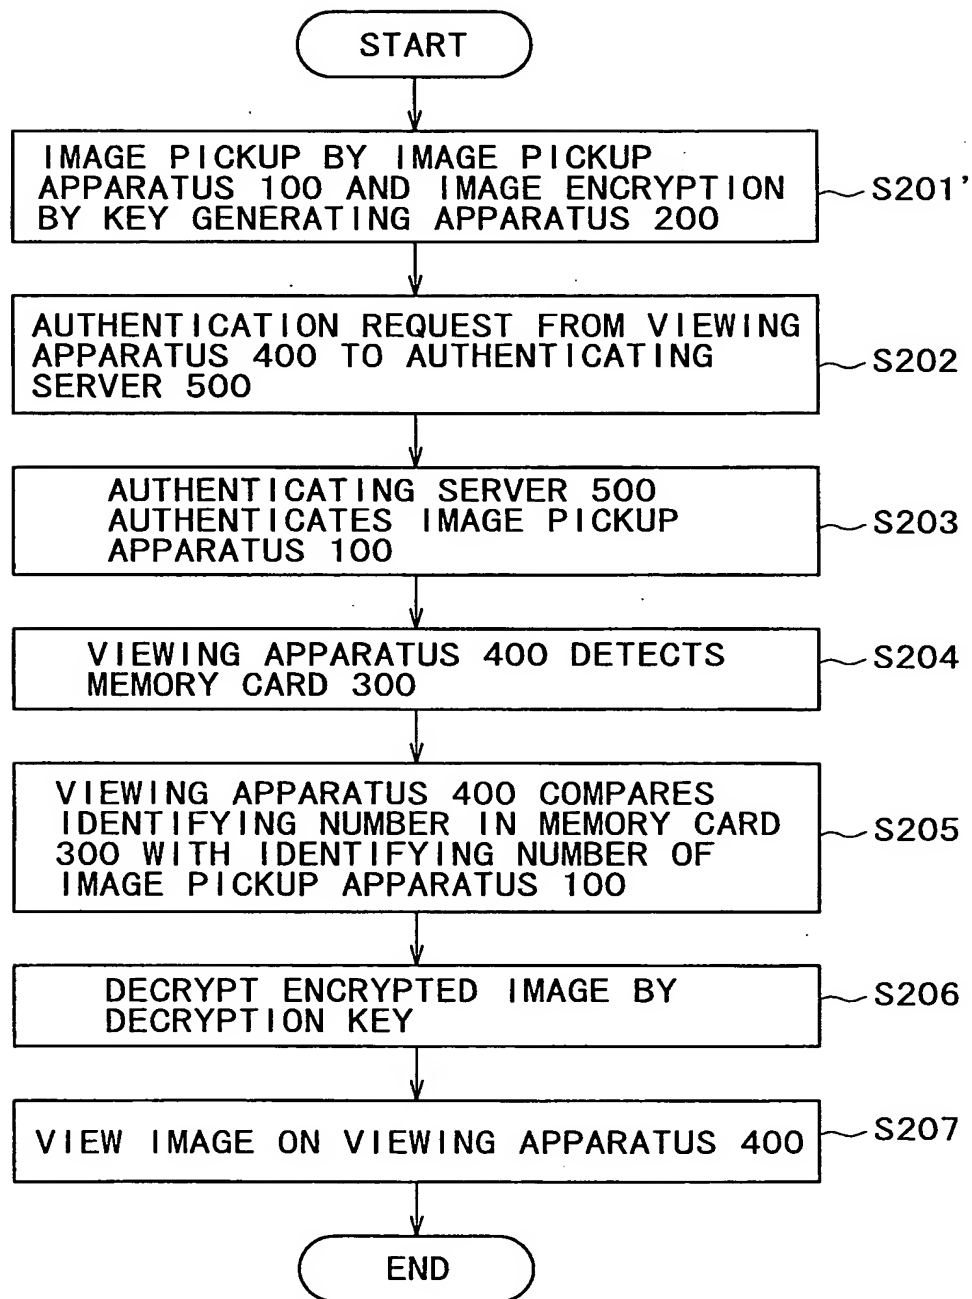 START
IMAGE PICKUP BY IMAGE PICKUP
APPARATUS 100 AND IMAGE ENCRYPTION
BY KEY GENERATING APPARATUS 200
S201'
AUTHENTICATION REQUEST FROM VIEWING
APPARATUS 400 TO AUTHENTICATING
SERVER 500
S202
AUTHENTICATING SERVER 500
AUTHENTICATES IMAGE PICKUP
APPARATUS 100
S203
VIEWING APPARATUS 400 DETECTS
MEMORY CARD 300
S204
VIEWING APPARATUS 400 COMPARES
IDENTIFYING NUMBER IN MEMORY CARD
300 WITH IDENTIFYING NUMBER OF
IMAGE PICKUP APPARATUS 100
S205
DECRYPT ENCRYPTED IMAGE BY
DECRYPTION KEY
S206
VIEW IMAGE ON VIEWING APPARATUS 400
S207
END